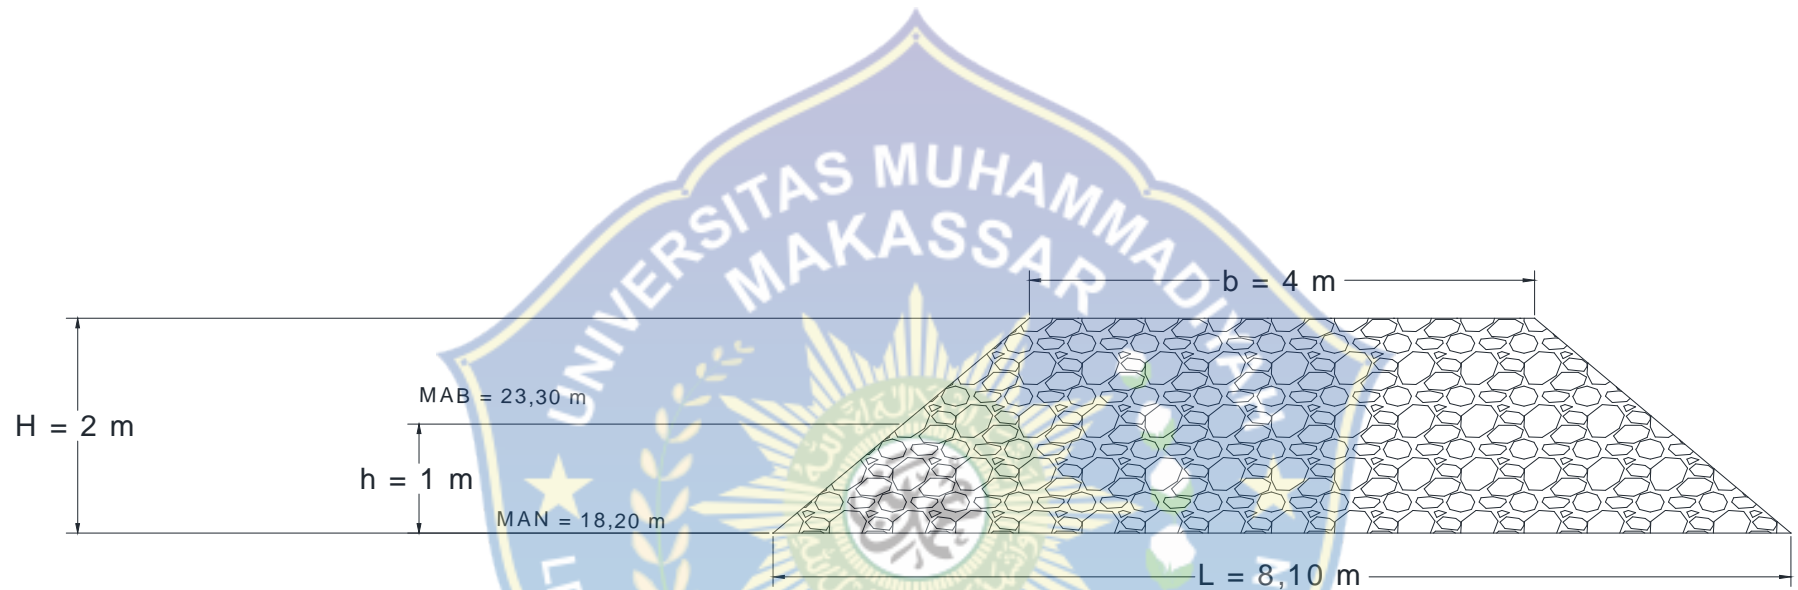 UNIVERSITAS MUHAMMADIYAH
MAKASSAR
b = 4 m
MAB = 23,30 m
H = 2 m
h = 1 m
MAN = 18,20 m
L = 8,10 m